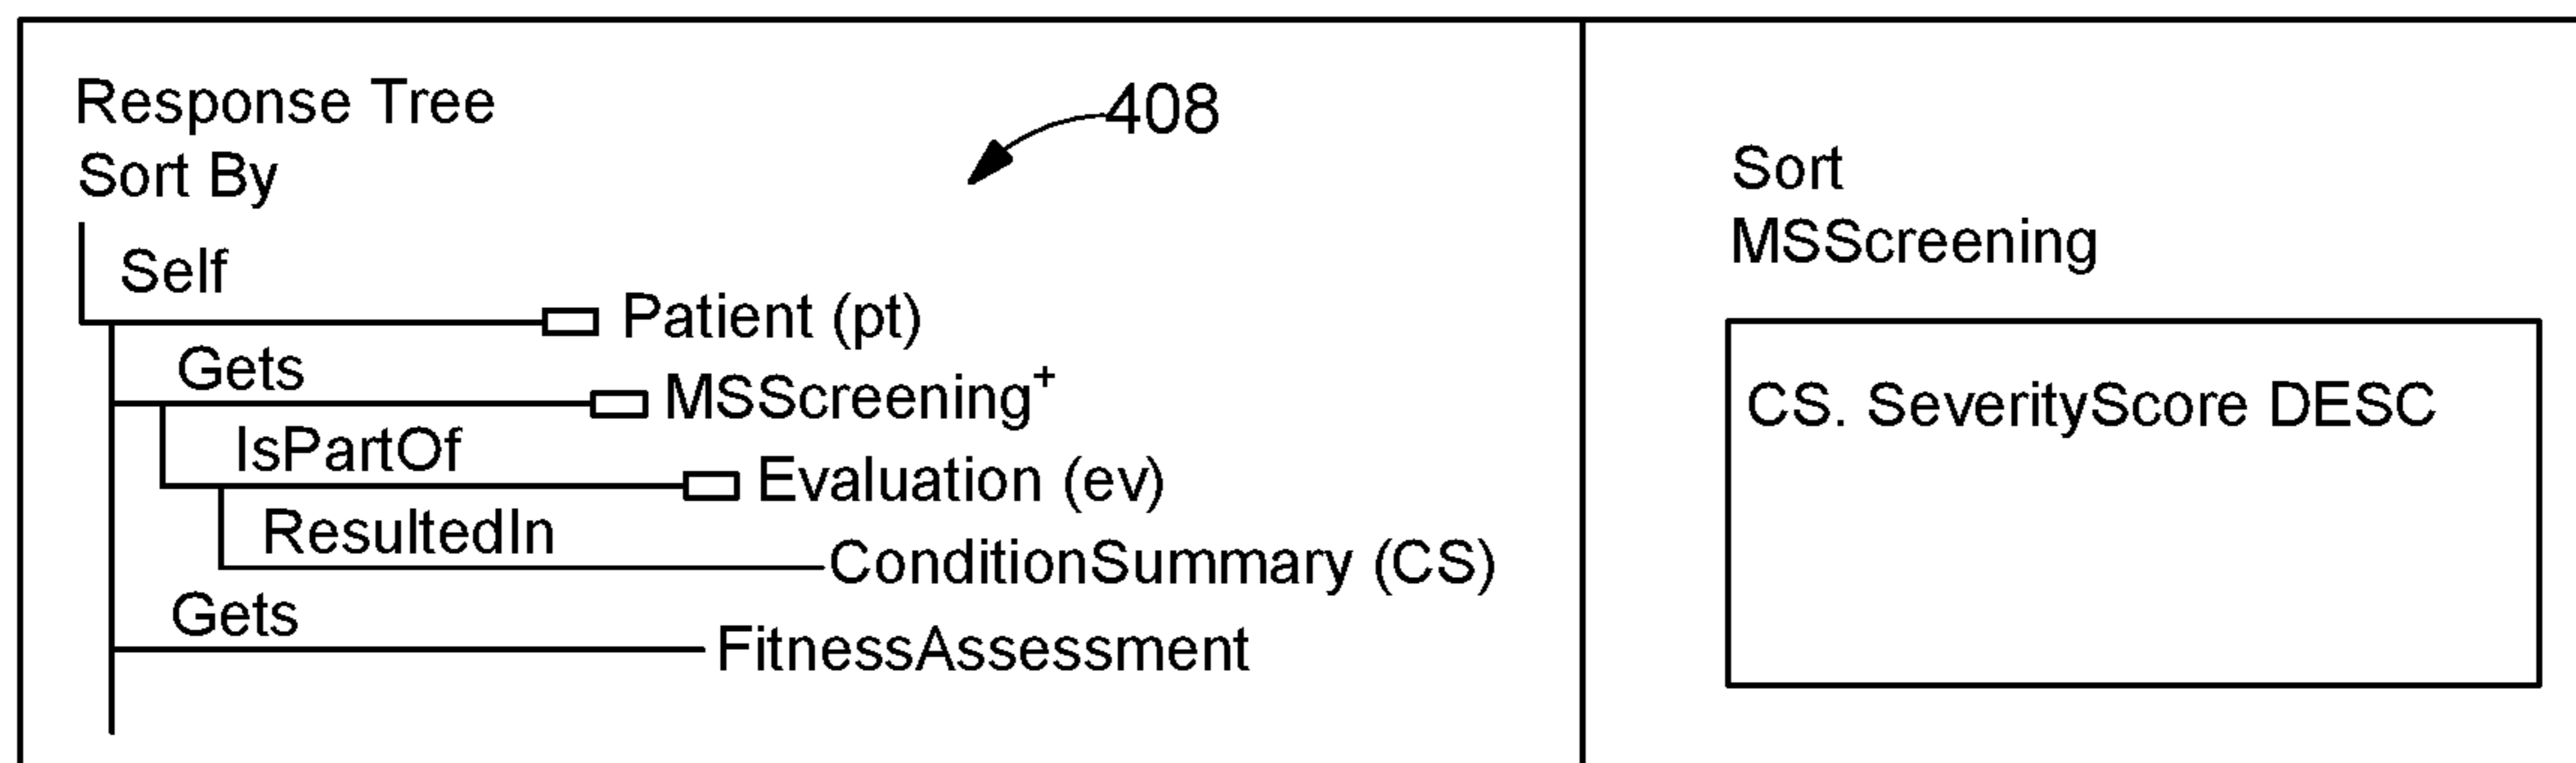 Response Tree
Sort By
408
Self
Patient (pt)
Gets
MSScreening⁺
IsPartOf
Evaluation (ev)
ResultedIn
ConditionSummary (CS)
Gets
FitnessAssessment
Sort
MSScreening
CS. SeverityScore DESC